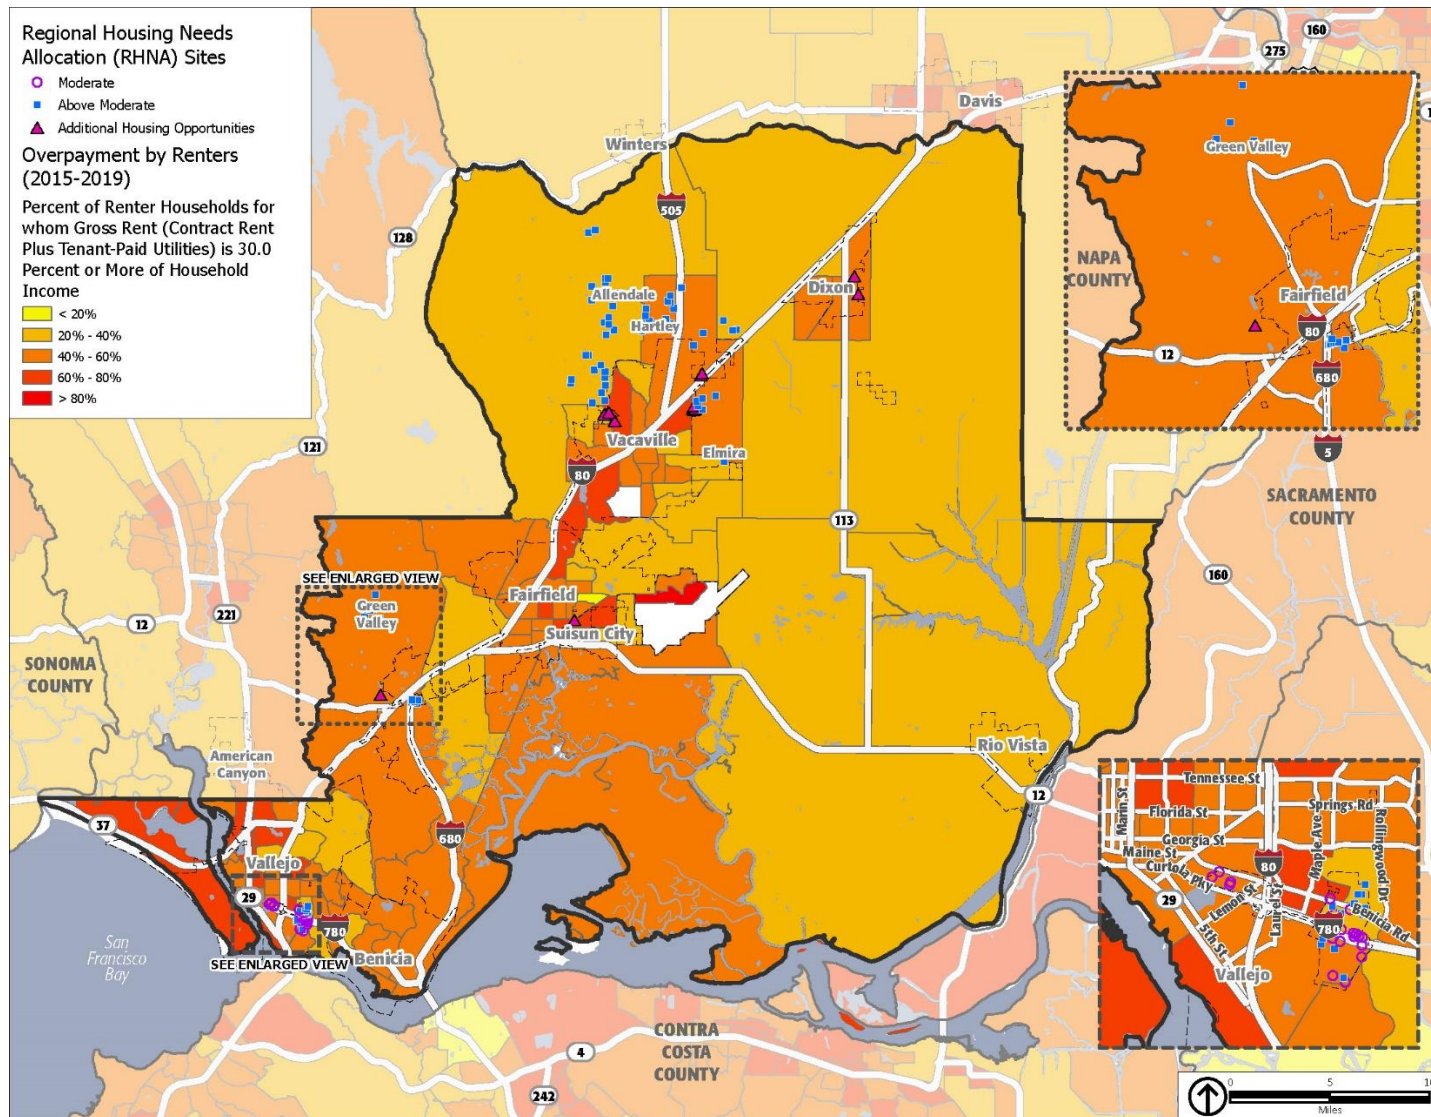 Regional Housing Needs
Allocation (RHNA) Sites
Moderate
Above Moderate
Additional Housing Opportunities
Overpayment by Renters
(2015-2019)
Percent of Renter Households for
whom Gross Rent (Contract Rent
Plus Tenant-Paid Utilities) is 30.0
Percent or More of Household
Income
< 20%
20% - 40%
40% - 60%
60% - 80%
> 80%
160
275
Davis
Winters
505
128
Allendale
Hartley
Dixon
Vacaville
Elmira
80
121
113
5
SACRAMENTO
COUNTY
160
SEE ENLARGED VIEW
Green
Valley
Fairfield
Suisun City
221
12
SONOMA
COUNTY
American
Canyon
Rio Vista
12
37
680
Vallejo
29
780
San
Francisco
Bay
SEE ENLARGED VIEW
Benicia
CONTRA
COSTA
COUNTY
4
242
Green Valley
NAPA
COUNTY
Fairfield
80
12
680
Tennessee St
Marin St
Florida St
Springs Rd
Georgia St
Maple Ave
Rollingwood Dr
Maine St
Curtola Pky
80
29
Lemon St
Laurel St
5th St
Benicia Rd
780
Vallejo
0 5 10
Miles